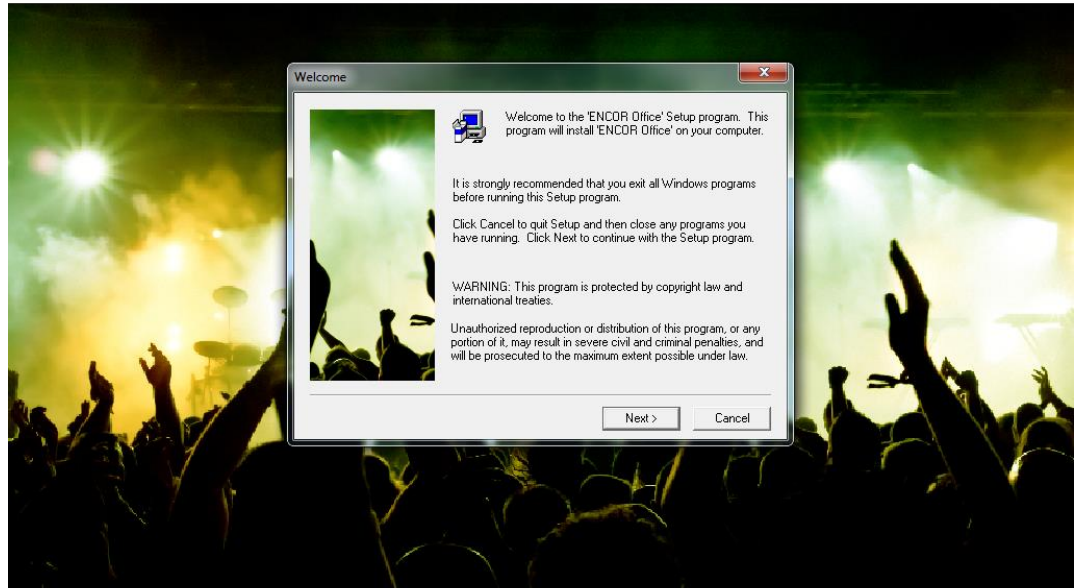 Welcome
Welcome to the 'ENCOR Office' Setup program. This
program will install 'ENCOR Office' on your computer.
It is strongly recommended that you exit all Windows programs
before running this Setup program.
Click Cancel to quit Setup and then close any programs you
have running. Click Next to continue with the Setup program.
WARNING: This program is protected by copyright law and
international treaties.
Unauthorized reproduction or distribution of this program, or any
portion of it, may result in severe civil and criminal penalties, and
will be prosecuted to the maximum extent possible under law.
Next >
Cancel